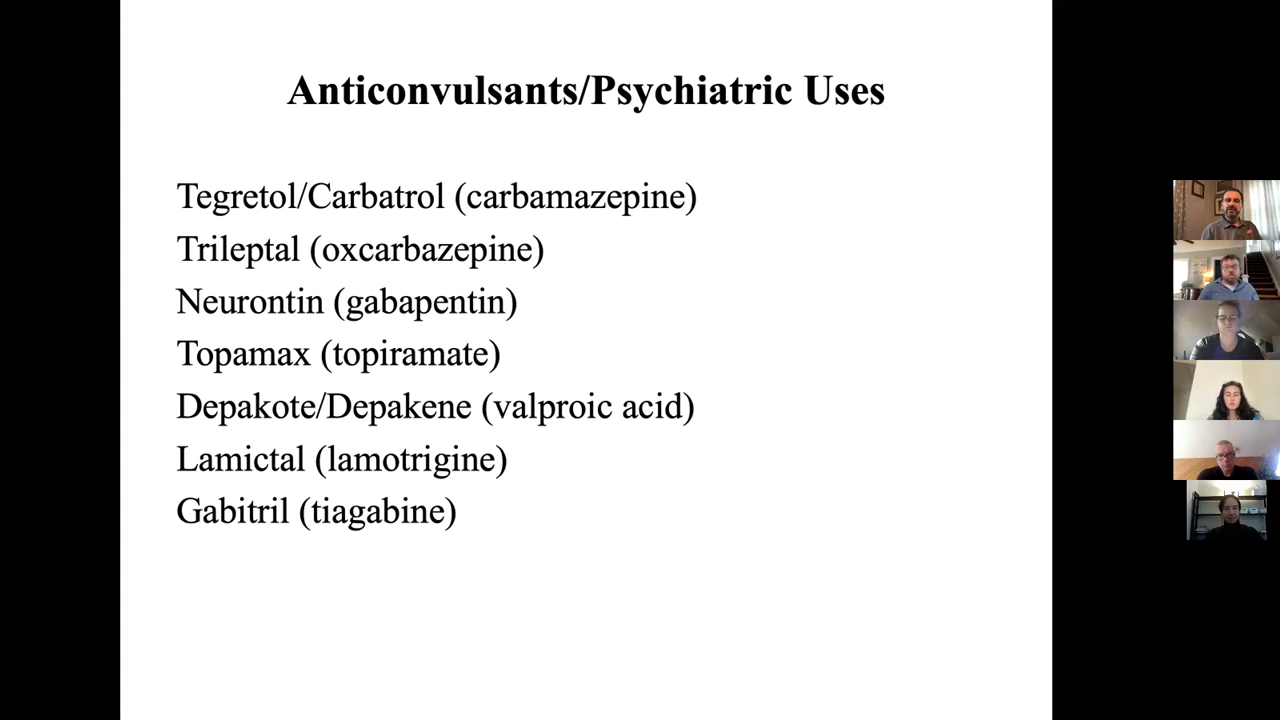 Anticonvulsants/Psychiatric Uses
Tegretol/Carbatrol (carbamazepine)
Trileptal (oxcarbazepine)
Neurontin (gabapentin)
Topamax (topiramate)
Depakote/Depakene (valproic acid)
Lamictal (lamotrigine)
Gabitril (tiagabine)